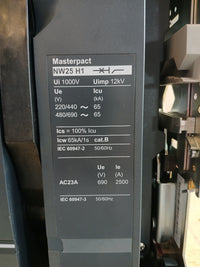 Masterpact
NW25 H1
Ui 1000V Uimp 12kV
Ue Icu
(V) (kA)
220/440 ~ 65
480/690 ~ 65
Ics = 100% Icu
Icw 65kA/1s cat.B
IEC 60947-2 50/60Hz
Ue Ie
(V) (A)
AC23A 690 2500
IEC 60947-3 50/60Hz